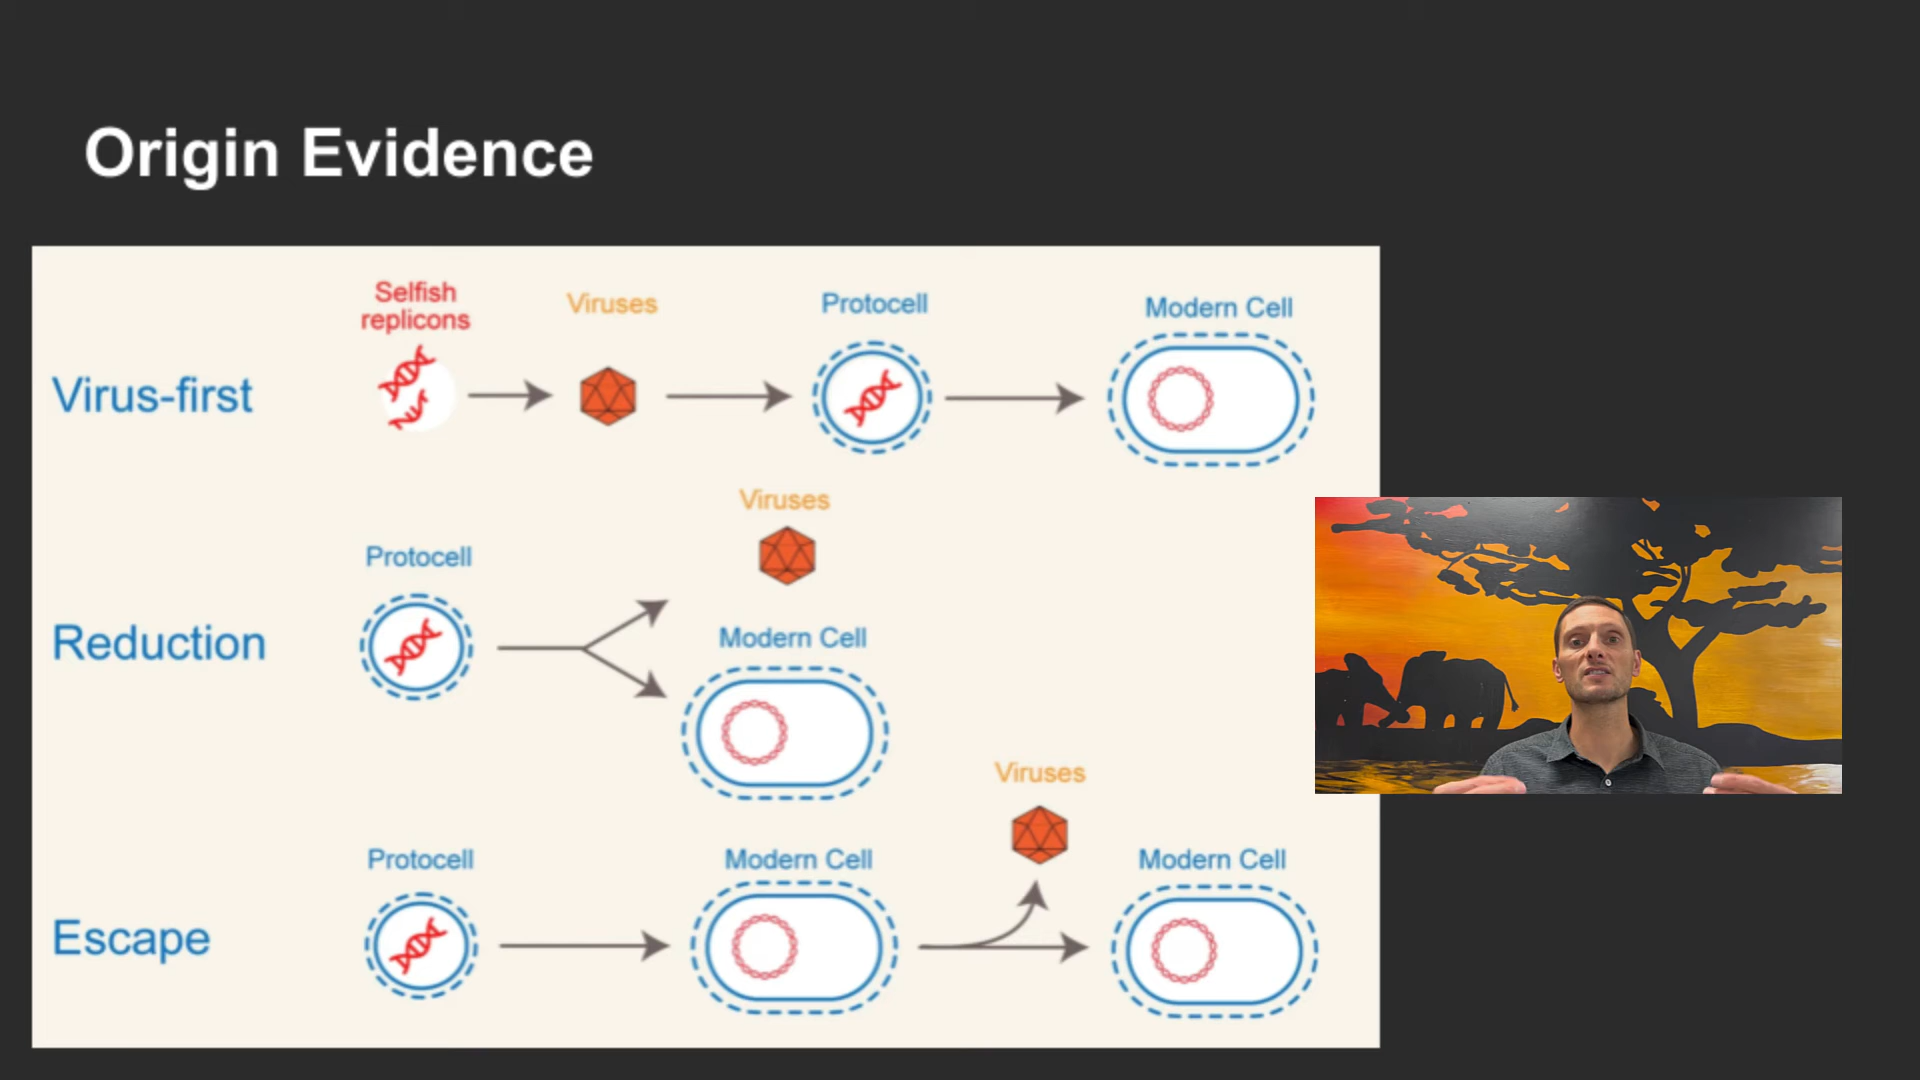 Origin Evidence
Selfish
replicons
Viruses
Protocell
Modern Cell
Virus-first
Viruses
Protocell
Modern Cell
Reduction
Viruses
Protocell
Modern Cell
Modern Cell
Escape